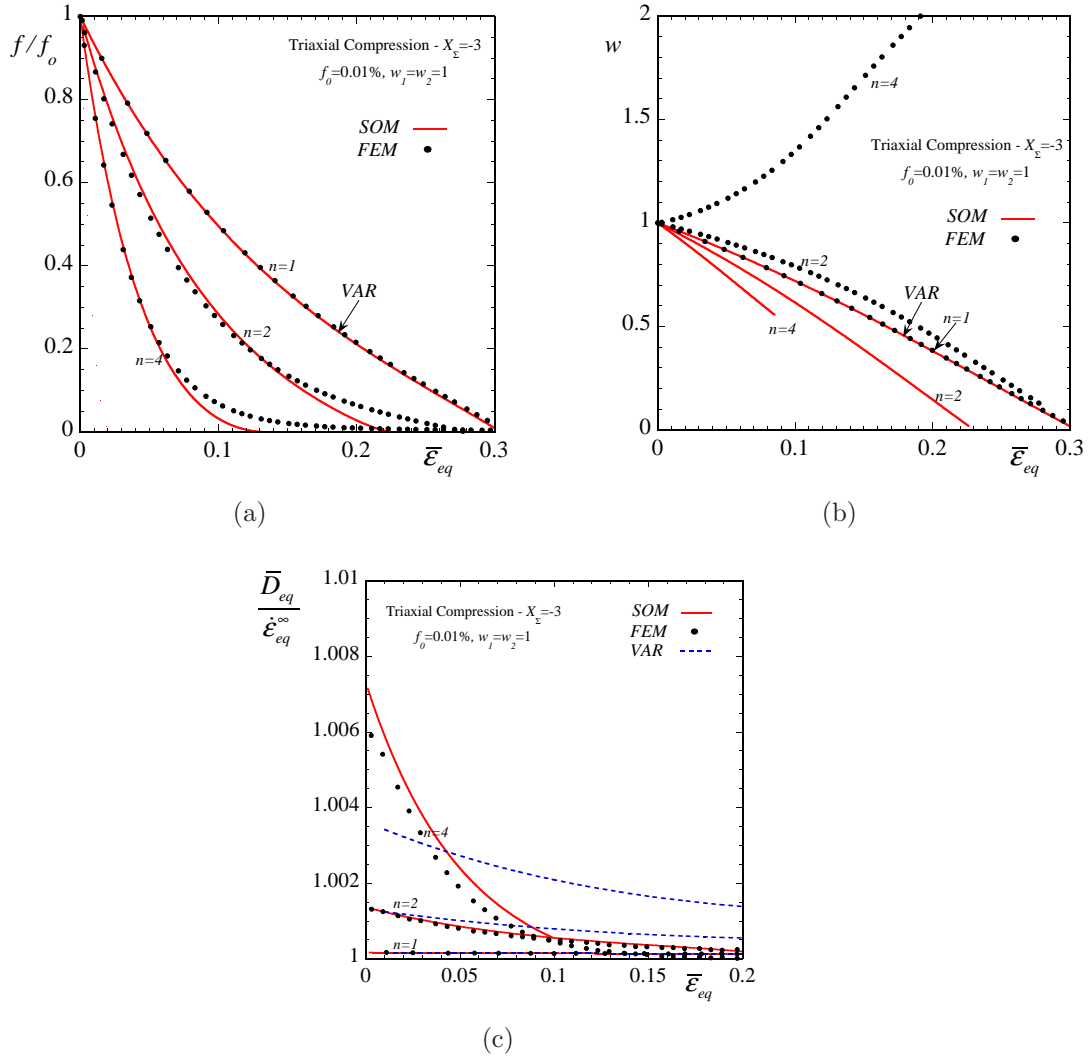 1
0.8
0.6
0.4
0.2
0
f/f_o
Triaxial Compression - X_Σ=-3
f_0=0.01%, w_1=w_2=1
SOM
FEM
n=1
VAR
n=2
n=4
0
0.1
0.2
0.3
ε̅_eq
(a)
2
1.5
1
0.5
0
w
n=4
Triaxial Compression - X_Σ=-3
f_0=0.01%, w_1=w_2=1
SOM
FEM
n=2
VAR
n=1
n=4
n=2
0
0.1
0.2
0.3
ε̅_eq
(b)
D̅_eq
ε̇^∞_eq
1.01
1.008
1.006
1.004
1.002
1
Triaxial Compression - X_Σ=-3
f_0=0.01%, w_1=w_2=1
SOM
FEM
VAR
n=4
n=2
n=1
0
0.05
0.1
0.15
0.2
ε̅_eq
(c)